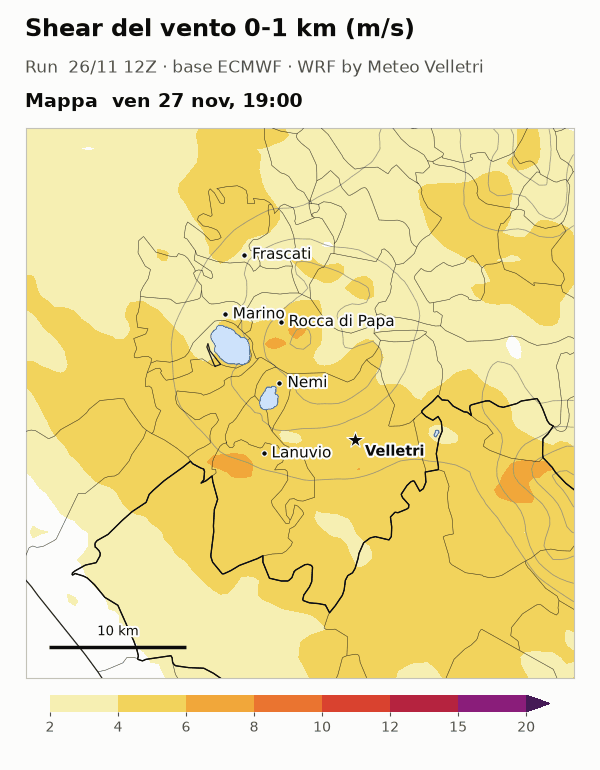 Shear del vento 0-1 km (m/s)
Run  26/11 12Z · base ECMWF · WRF by Meteo Velletri
Mappa  ven 27 nov, 19:00
Frascati
Marino
Rocca di Papa
Nemi
Velletri
Lanuvio
10 km
2 4 6 8 10 12 15 20